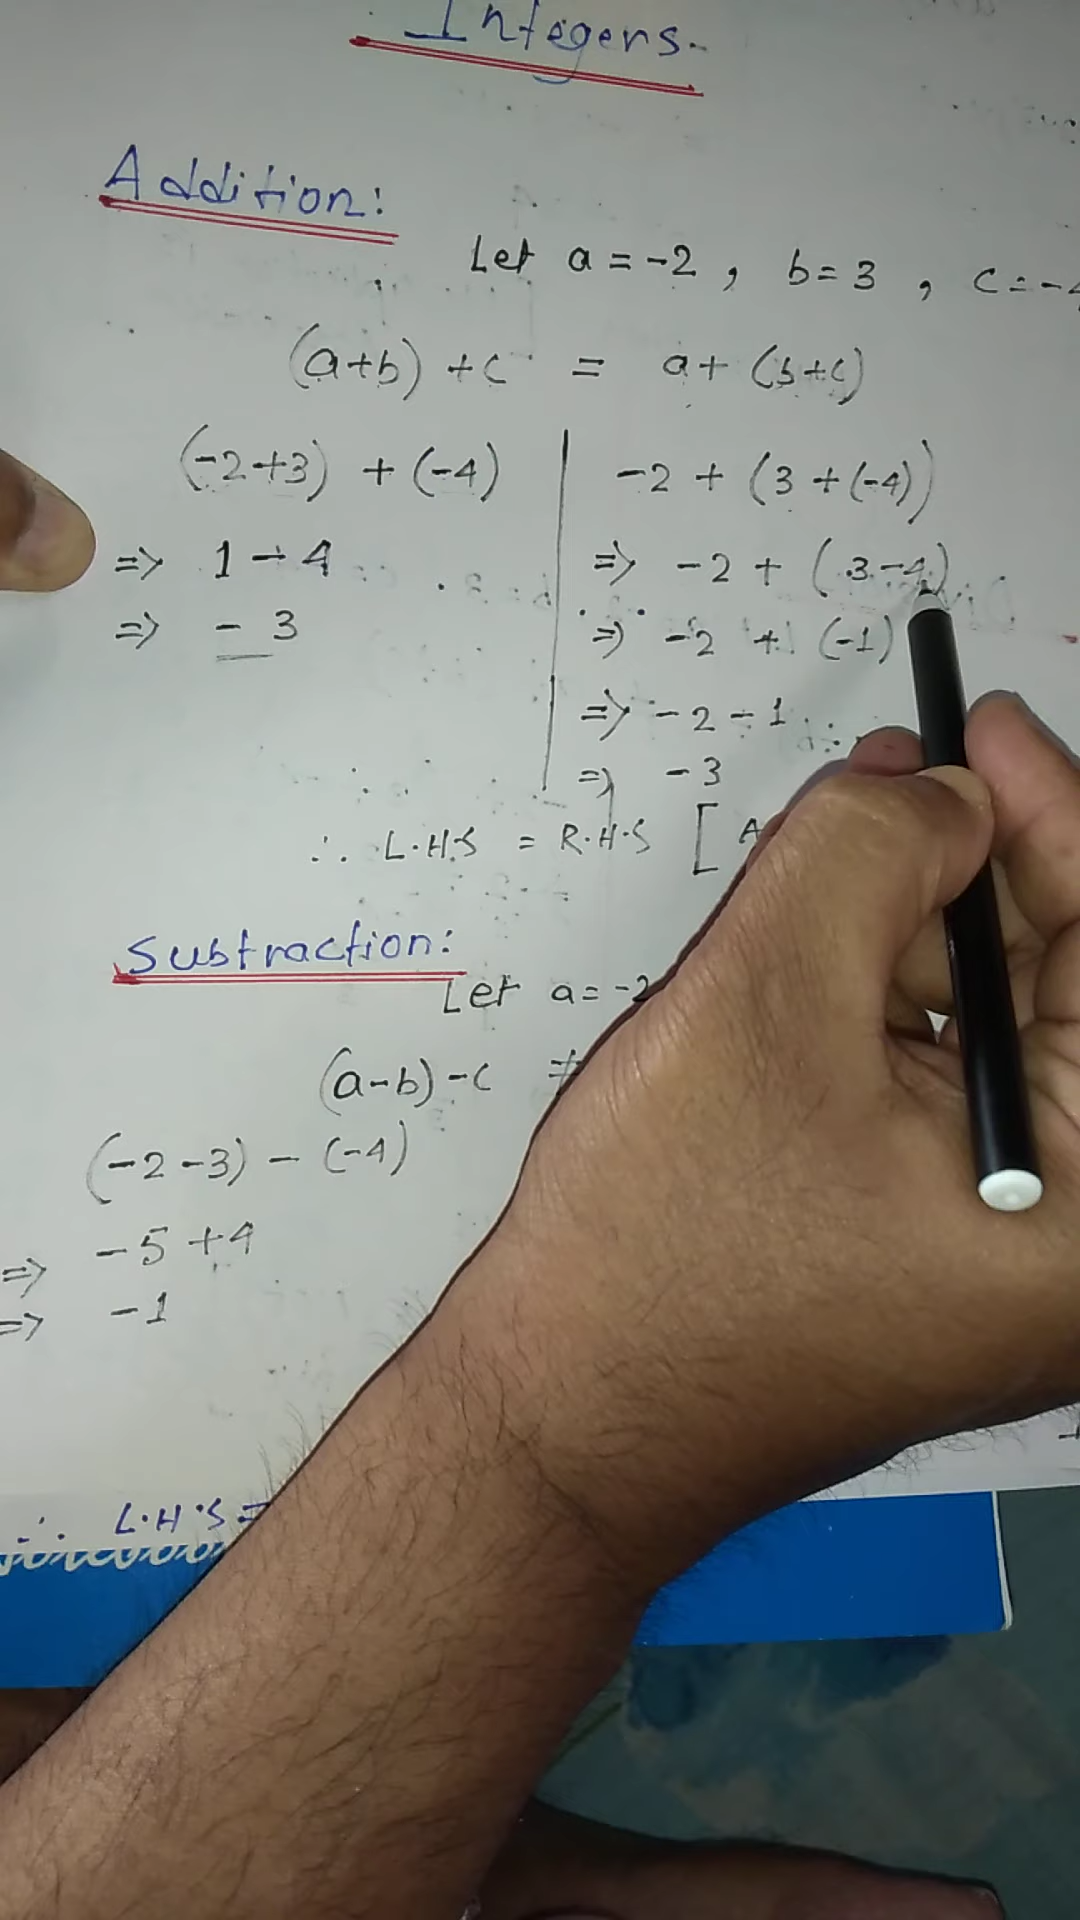 Integers.
Addition:
Let a = -2 , b = 3 , c = -4
(a+b) + c = a + (b+c)
(-2+3) + (-4)
=> 1 - 4
=> - 3
-2 + (3 + (-4))
=> -2 + (3-4)
=> -2 + (-1)
=> -2 - 1
=> -3
∴ L.H.S = R.H.S [ A
Subtraction:
Let a = -2
(a-b) - c ≠
(-2-3) - (-4)
=> -5 + 4
=> -1
∴ L.H.S =